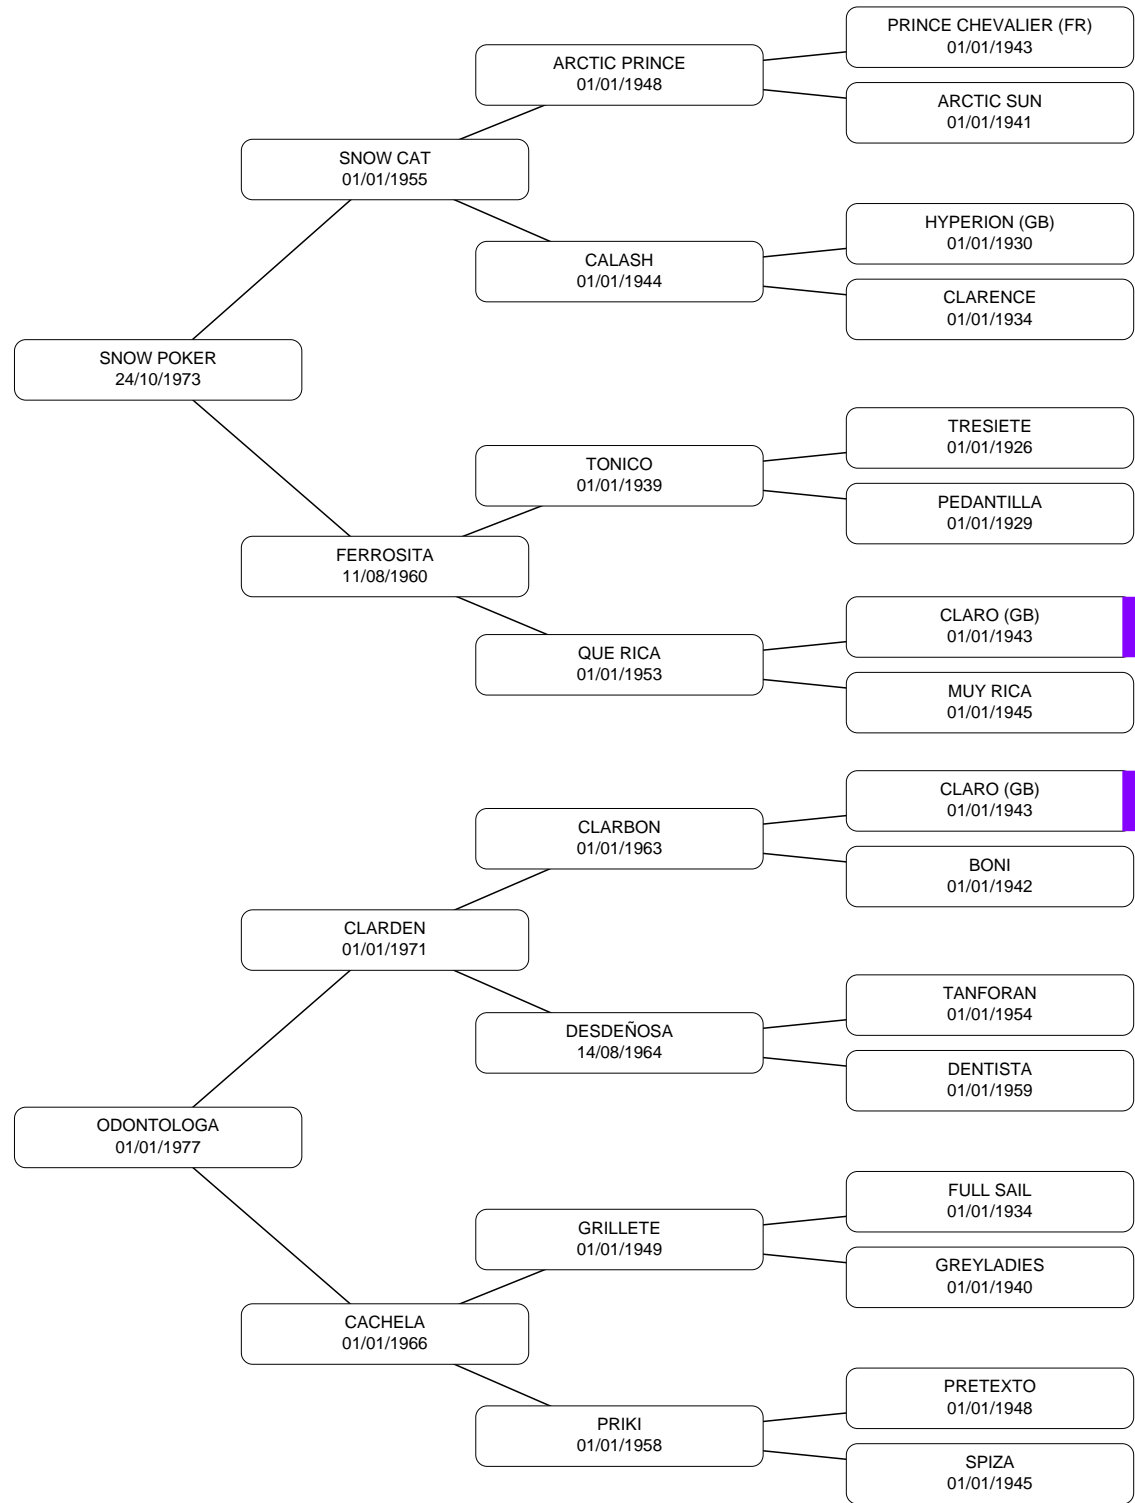 PRINCE CHEVALIER (FR)
01/01/1943
ARCTIC PRINCE
01/01/1948
ARCTIC SUN
01/01/1941
SNOW CAT
01/01/1955
HYPERION (GB)
01/01/1930
CALASH
01/01/1944
CLARENCE
01/01/1934
SNOW POKER
24/10/1973
TRESIETE
01/01/1926
TONICO
01/01/1939
PEDANTILLA
01/01/1929
FERROSITA
11/08/1960
CLARO (GB)
01/01/1943
QUE RICA
01/01/1953
MUY RICA
01/01/1945
CLARO (GB)
01/01/1943
CLARBON
01/01/1963
BONI
01/01/1942
CLARDEN
01/01/1971
TANFORAN
01/01/1954
DESDEÑOSA
14/08/1964
DENTISTA
01/01/1959
ODONTOLOGA
01/01/1977
FULL SAIL
01/01/1934
GRILLETE
01/01/1949
GREYLADIES
01/01/1940
CACHELA
01/01/1966
PRETEXTO
01/01/1948
PRIKI
01/01/1958
SPIZA
01/01/1945